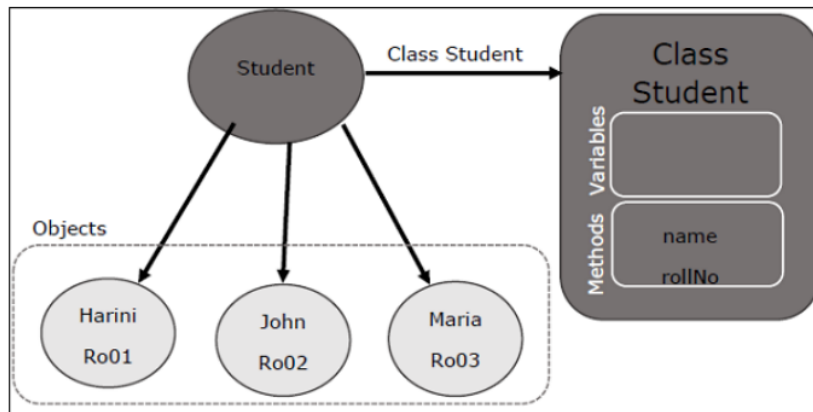 Student
Class Student
Class
Student
Variables
Methods
name
rollNo
Objects
Harini
Ro01
John
Ro02
Maria
Ro03